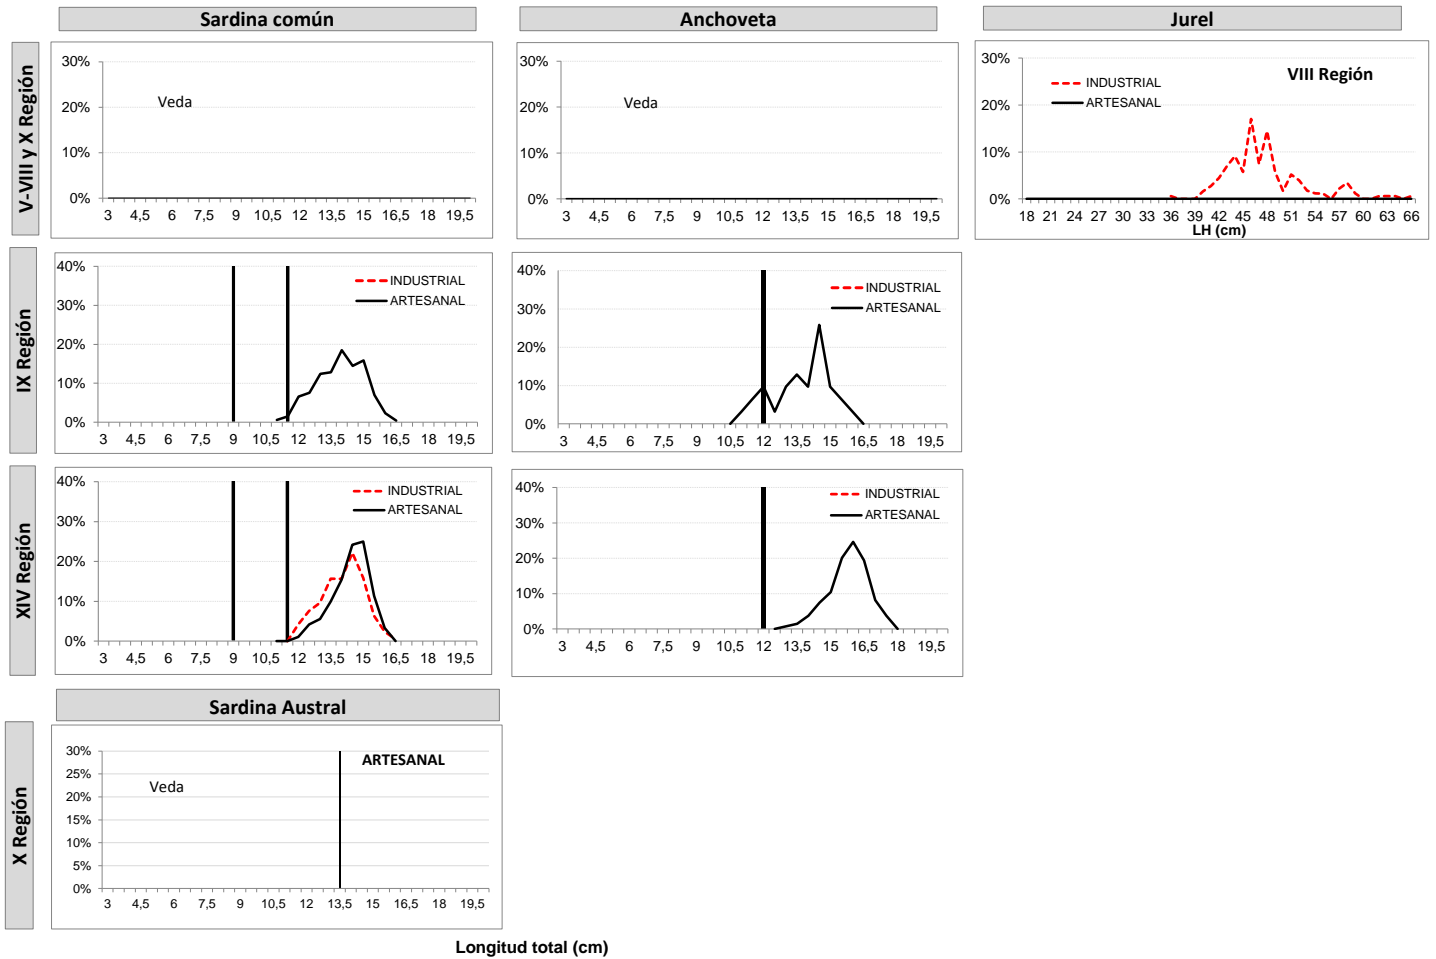 Sardina común
Anchoveta
Jurel
V-VIII y X Región
30%
20%
10%
0%
Veda
3 4,5 6 7,5 9 10,5 12 13,5 15 16,5 18 19,5
30%
20%
10%
0%
Veda
3 4,5 6 7,5 9 10,5 12 13,5 15 16,5 18 19,5
30%
20%
10%
0%
INDUSTRIAL
ARTESANAL
VIII Región
18 21 24 27 30 33 36 39 42 45 48 51 54 57 60 63 66
LH (cm)
IX Región
40%
30%
20%
10%
0%
INDUSTRIAL
ARTESANAL
3 4,5 6 7,5 9 10,5 12 13,5 15 16,5 18 19,5
40%
30%
20%
10%
0%
INDUSTRIAL
ARTESANAL
3 4,5 6 7,5 9 10,5 12 13,5 15 16,5 18 19,5
XIV Región
40%
30%
20%
10%
0%
INDUSTRIAL
ARTESANAL
3 4,5 6 7,5 9 10,5 12 13,5 15 16,5 18 19,5
40%
30%
20%
10%
0%
INDUSTRIAL
ARTESANAL
3 4,5 6 7,5 9 10,5 12 13,5 15 16,5 18 19,5
Sardina Austral
X Región
30%
25%
20%
15%
10%
5%
0%
Veda
ARTESANAL
3 4,5 6 7,5 9 10,5 12 13,5 15 16,5 18 19,5
Longitud total (cm)